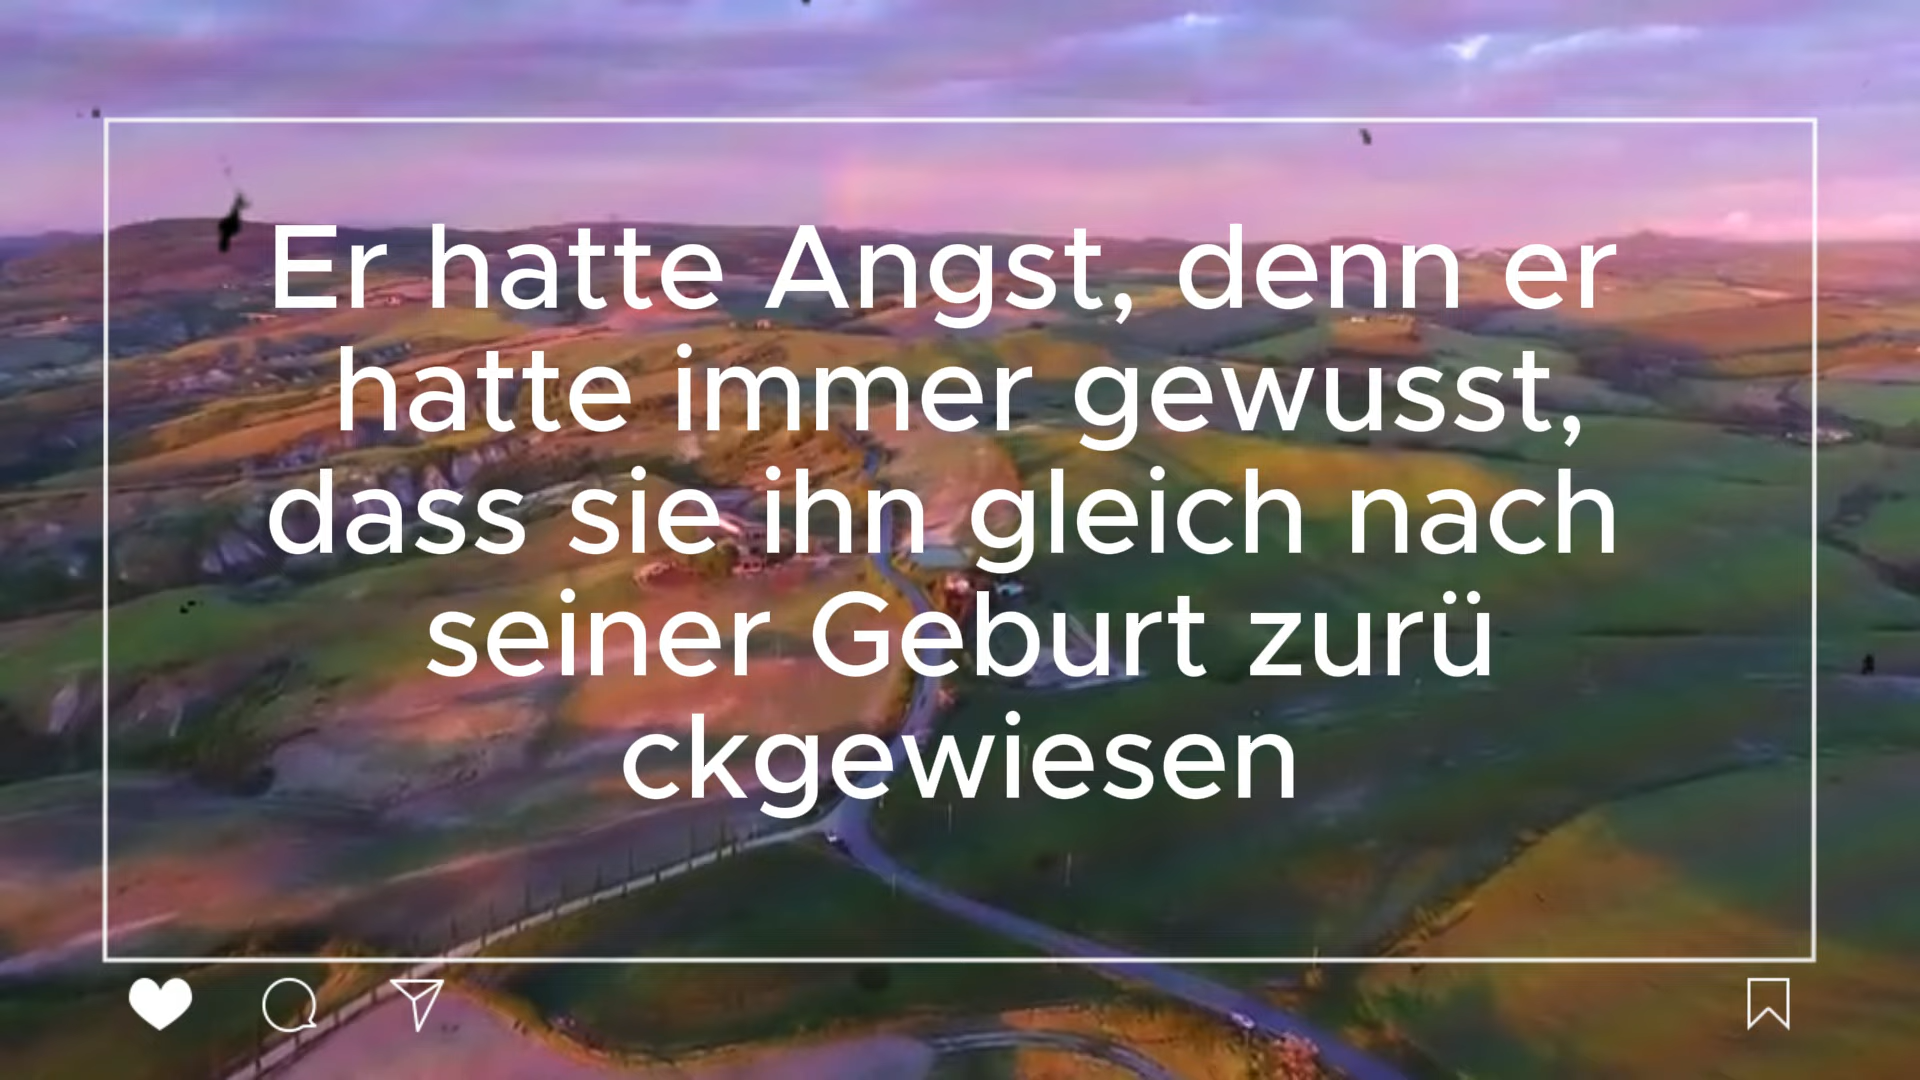 Er hatte Angst, denn er
hatte immer gewusst,
dass sie ihn gleich nach
seiner Geburt zurü
ckgewiesen